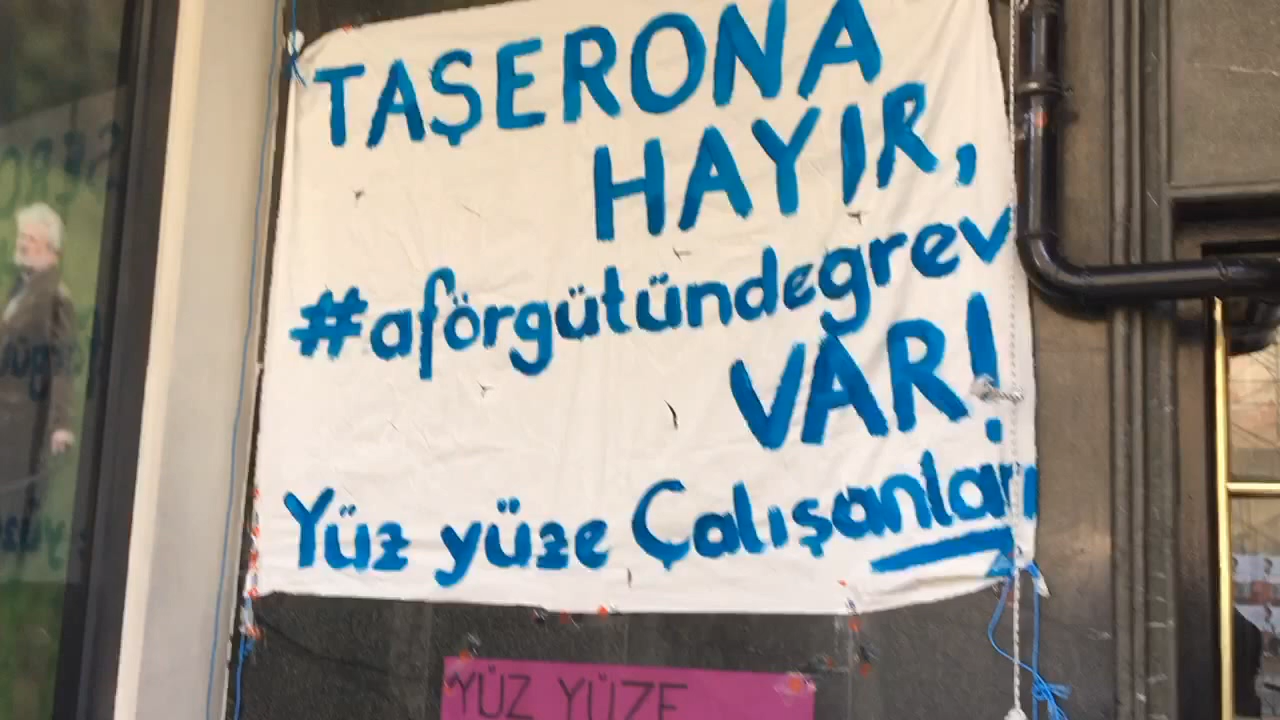 TAŞERONA
HAYIR,
#aförgütündegrev
VAR!
Yüz yüze Çalışanları
YÜZ YÜZE